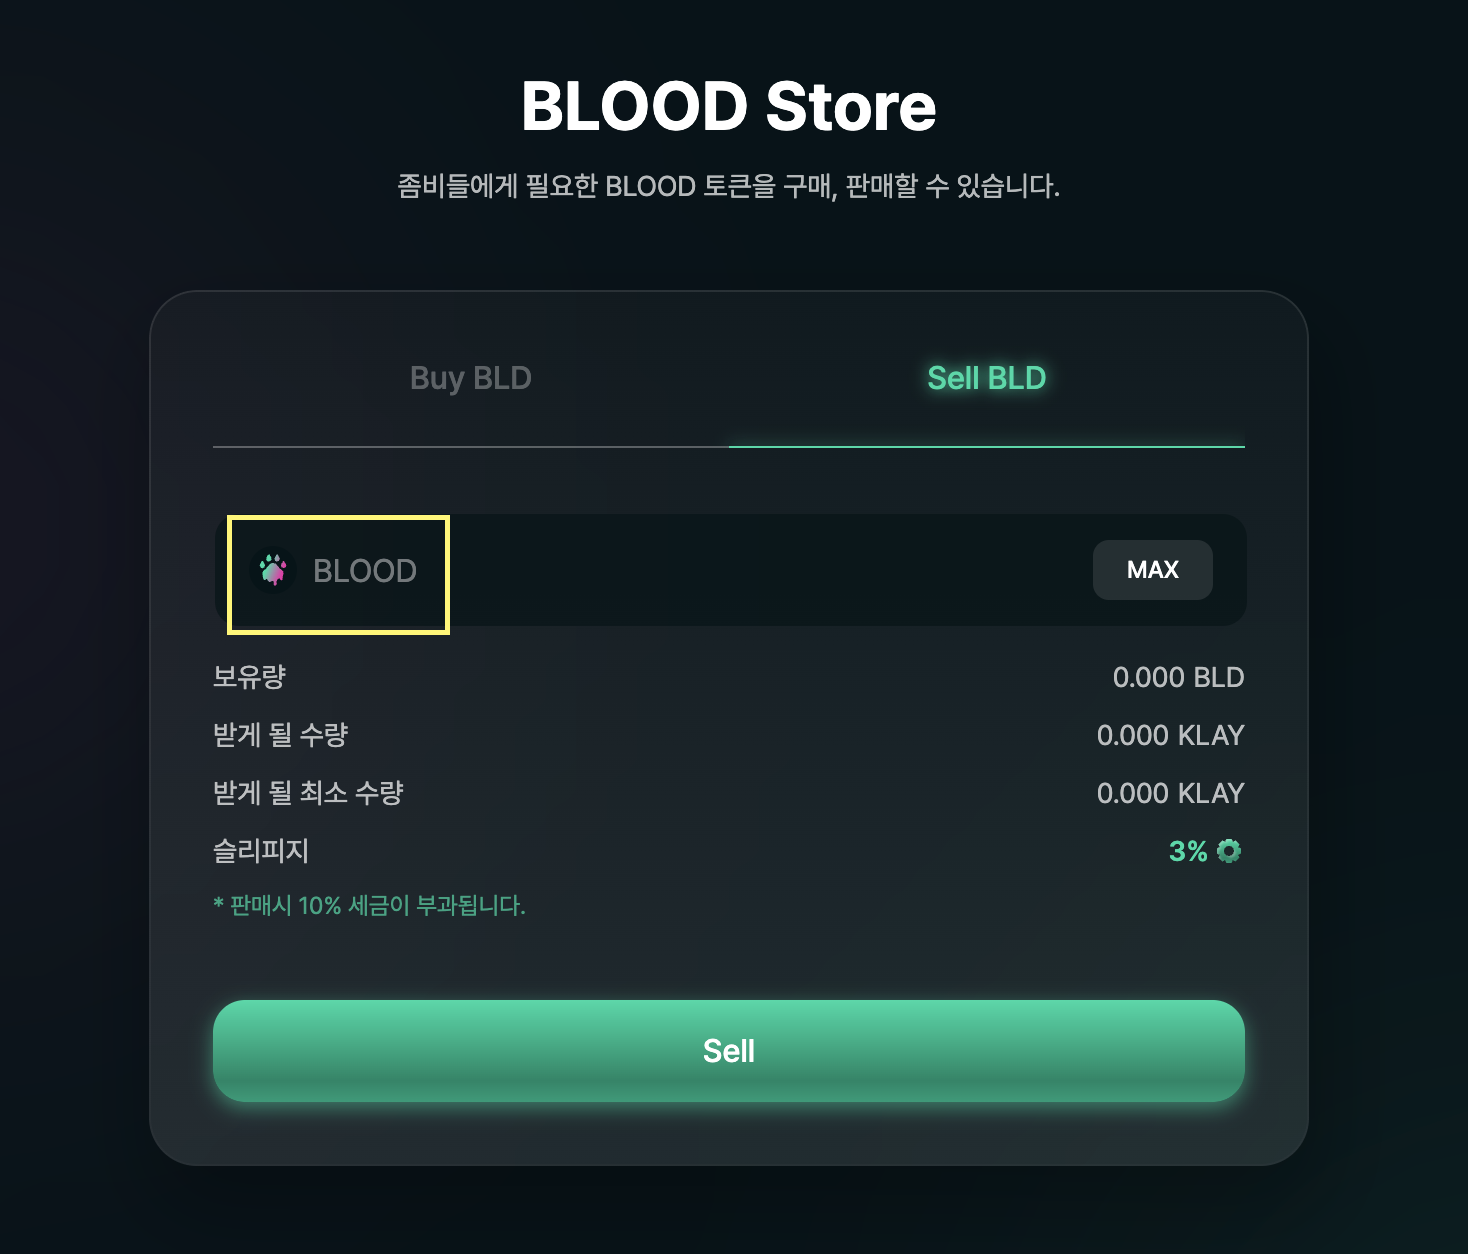 BLOOD Store
좀비들에게 필요한 BLOOD 토큰을 구매, 판매할 수 있습니다.
Buy BLD
Sell BLD
BLOOD
MAX
보유량 0.000 BLD
받게 될 수량 0.000 KLAY
받게 될 최소 수량 0.000 KLAY
슬리피지 3%
* 판매시 10% 세금이 부과됩니다.
Sell